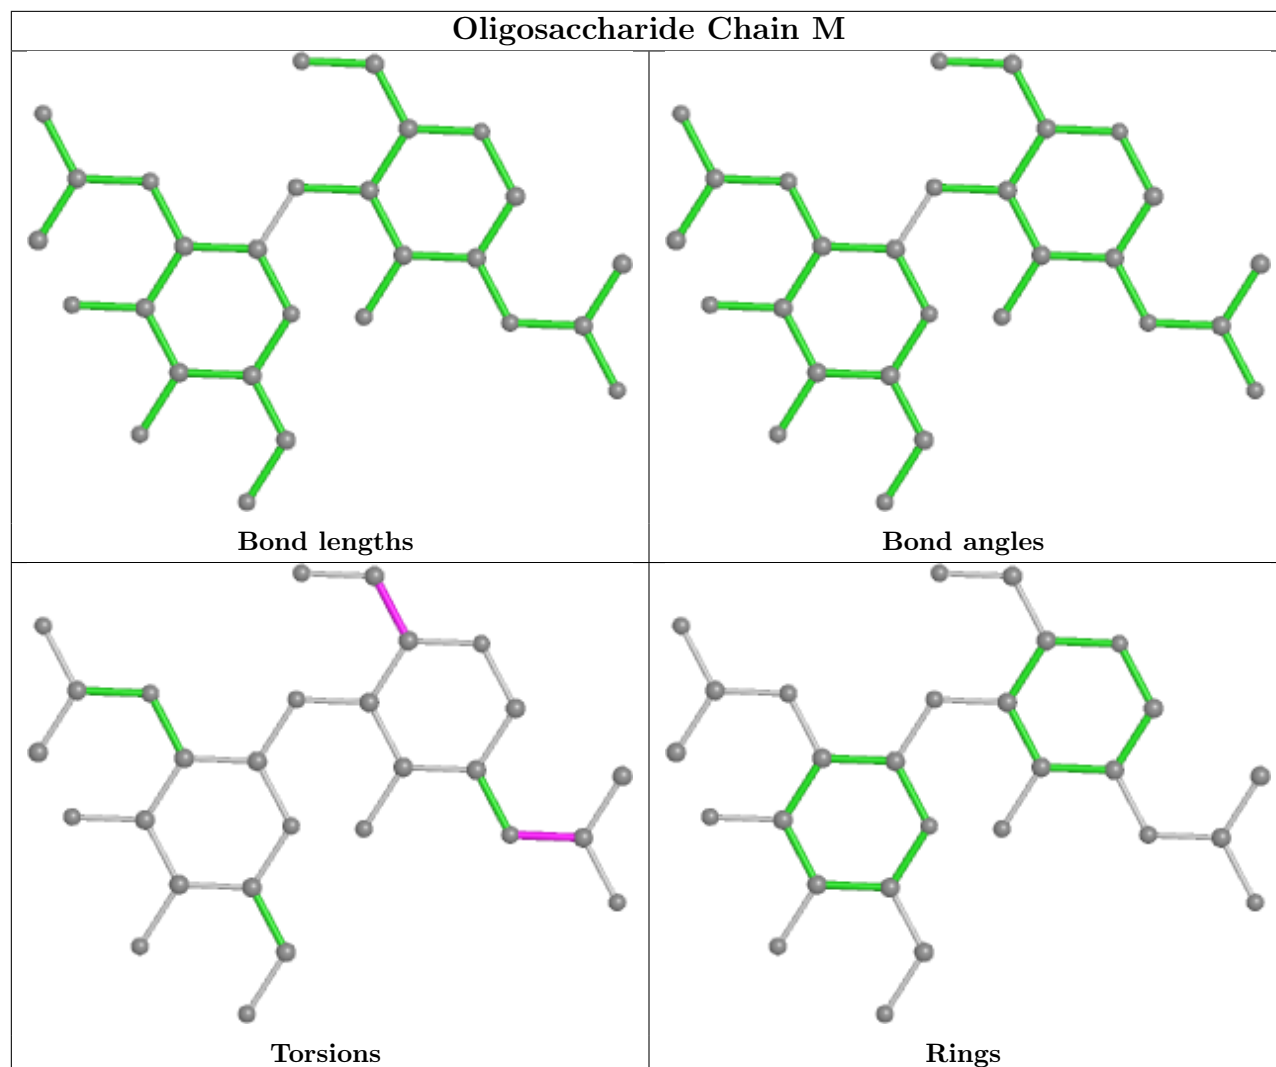 Oligosaccharide Chain M
Bond lengths
Bond angles
Torsions
Rings